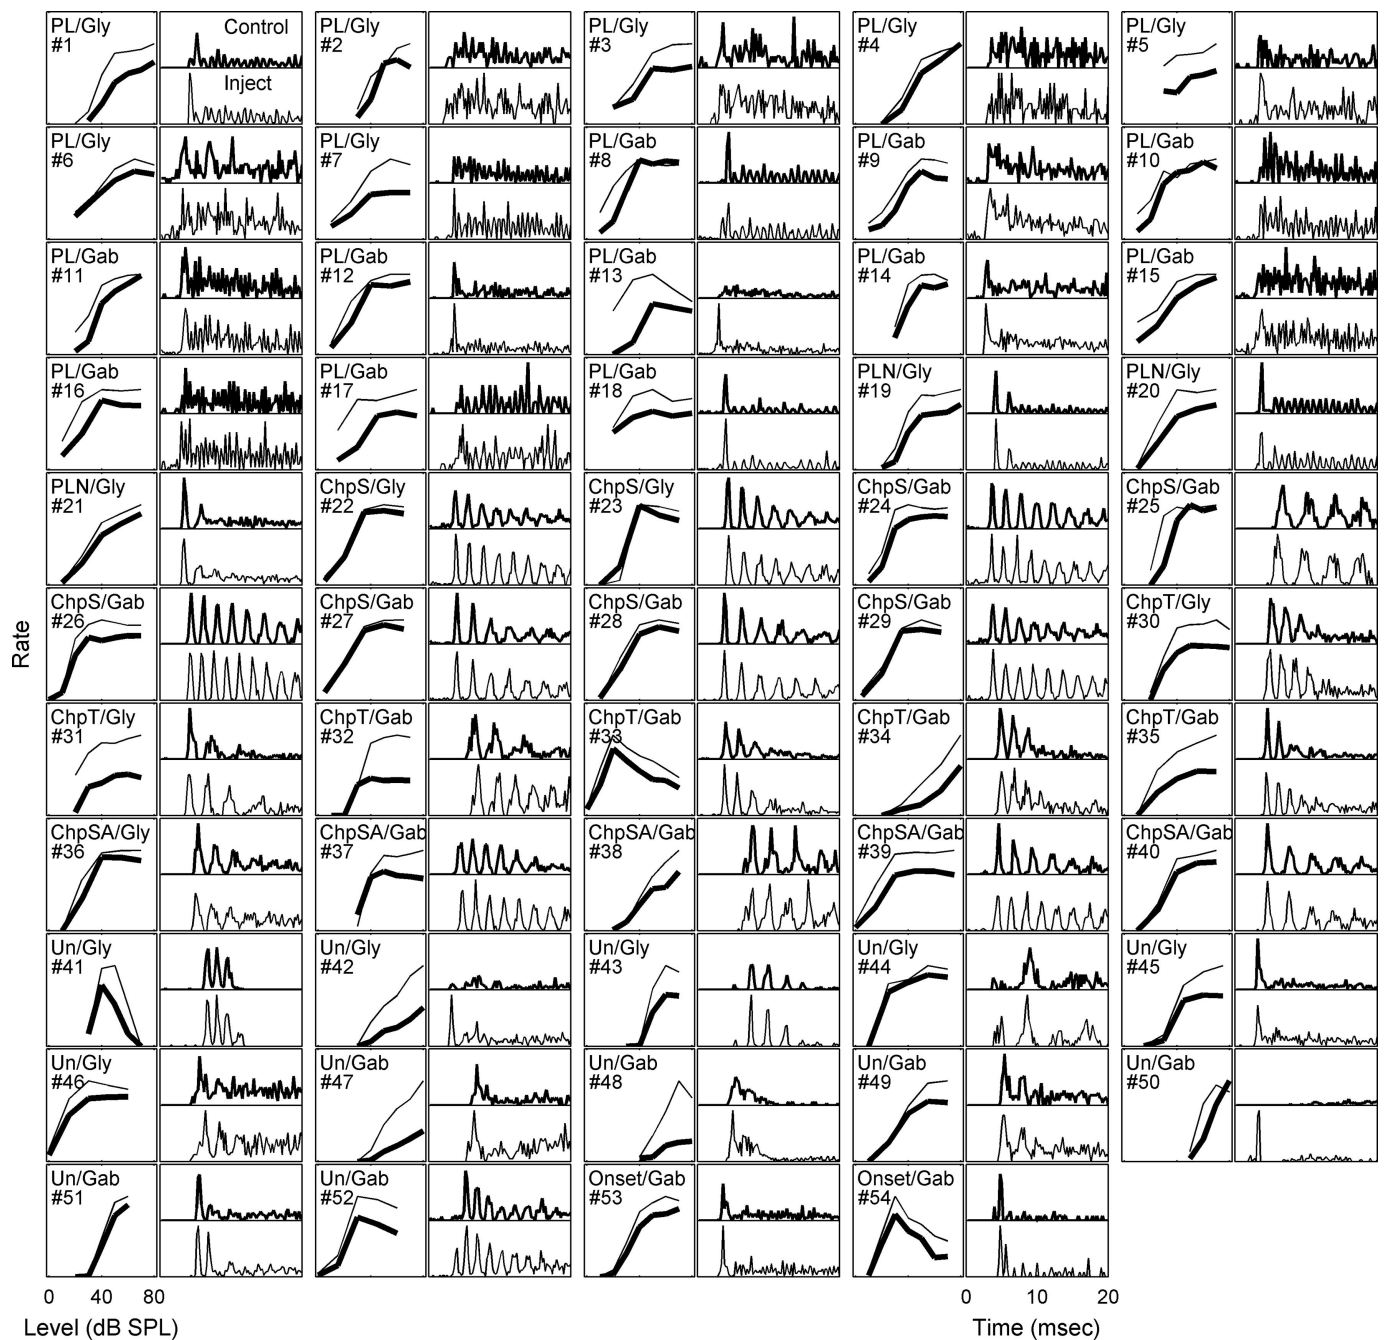 PL/Gly
#1
Control
Inject
PL/Gly
#2
PL/Gly
#3
PL/Gly
#4
PL/Gly
#5
PL/Gly
#6
PL/Gly
#7
PL/Gab
#8
PL/Gab
#9
PL/Gab
#10
PL/Gab
#11
PL/Gab
#12
PL/Gab
#13
PL/Gab
#14
PL/Gab
#15
PL/Gab
#16
PL/Gab
#17
PL/Gab
#18
PLN/Gly
#19
PLN/Gly
#20
PLN/Gly
#21
ChpS/Gly
#22
ChpS/Gly
#23
ChpS/Gab
#24
ChpS/Gab
#25
Rate
ChpS/Gab
#26
ChpS/Gab
#27
ChpS/Gab
#28
ChpS/Gab
#29
ChpT/Gly
#30
ChpT/Gly
#31
ChpT/Gab
#32
ChpT/Gab
#33
ChpT/Gab
#34
ChpT/Gab
#35
ChpSA/Gly
#36
ChpSA/Gab
#37
ChpSA/Gab
#38
ChpSA/Gab
#39
ChpSA/Gab
#40
Un/Gly
#41
Un/Gly
#42
Un/Gly
#43
Un/Gly
#44
Un/Gly
#45
Un/Gly
#46
Un/Gab
#47
Un/Gab
#48
Un/Gab
#49
Un/Gab
#50
Un/Gab
#51
Un/Gab
#52
Onset/Gab
#53
Onset/Gab
#54
0 40 80
Level (dB SPL)
0 20
Time (msec)